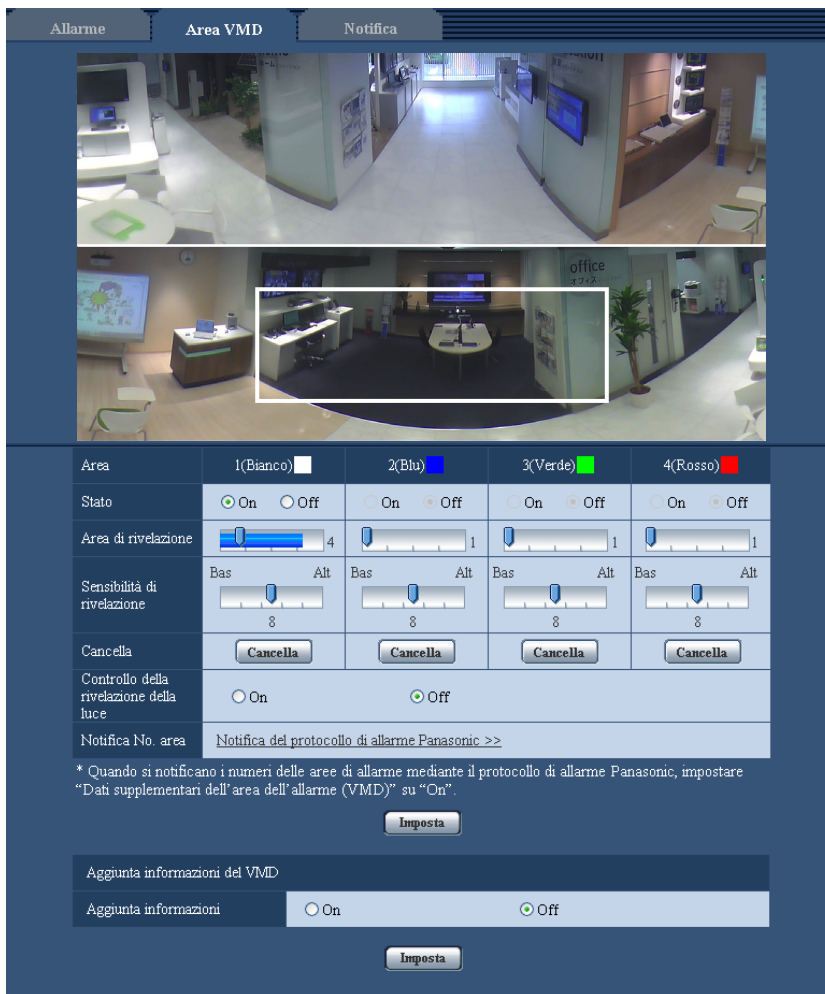 Allarme
Area VMD
Notifica
office
オフィス
Area
1(Bianco)
2(Blu)
3(Verde)
4(Rosso)
Stato
On Off
On Off
On Off
On Off
Area di rivelazione
4
1
1
1
Sensibilità di
rivelazione
Bas Alt
8
Bas Alt
8
Bas Alt
8
Bas Alt
8
Cancella
Cancella
Cancella
Cancella
Cancella
Controllo della
rivelazione della
luce
On
Off
Notifica No. area
Notifica del protocollo di allarme Panasonic >>
* Quando si notificano i numeri delle aree di allarme mediante il protocollo di allarme Panasonic, impostare
“Dati supplementari dell’area dell’allarme (VMD)” su “On”.
Imposta
Aggiunta informazioni del VMD
Aggiunta informazioni
On
Off
Imposta